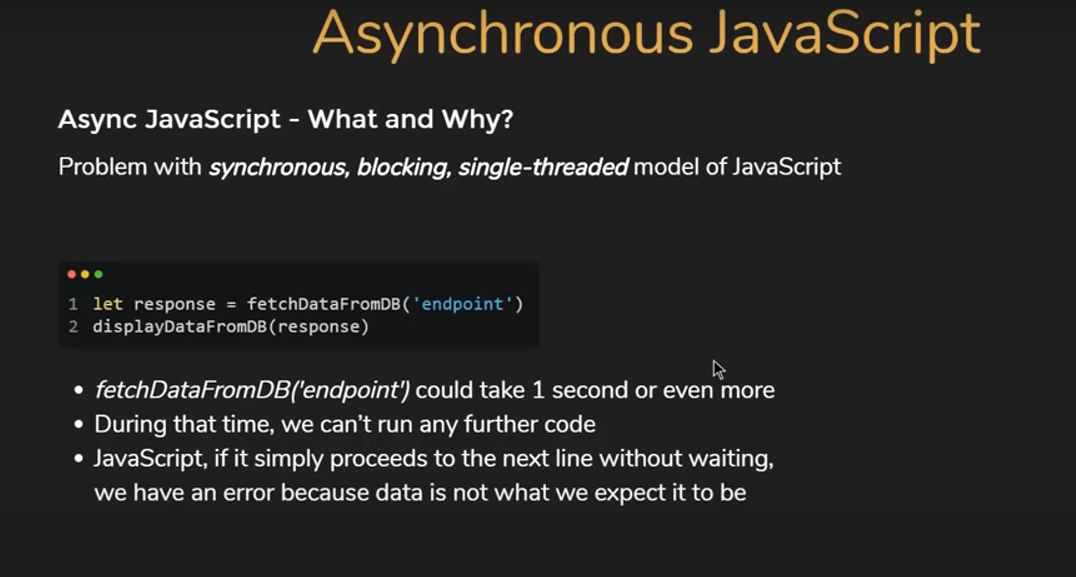 Asynchronous JavaScript
Async JavaScript - What and Why?
Problem with synchronous, blocking, single-threaded model of JavaScript
1 let response = fetchDataFromDB('endpoint')
2 displayDataFromDB(response)
• fetchDataFromDB('endpoint') could take 1 second or even more
• During that time, we can’t run any further code
• JavaScript, if it simply proceeds to the next line without waiting,
we have an error because data is not what we expect it to be